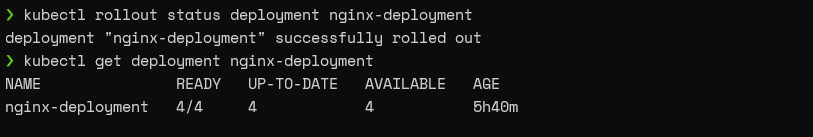 ❯ kubectl rollout status deployment nginx-deployment
deployment "nginx-deployment" successfully rolled out
❯ kubectl get deployment nginx-deployment
NAME               READY   UP-TO-DATE   AVAILABLE   AGE
nginx-deployment   4/4     4            4           5h40m